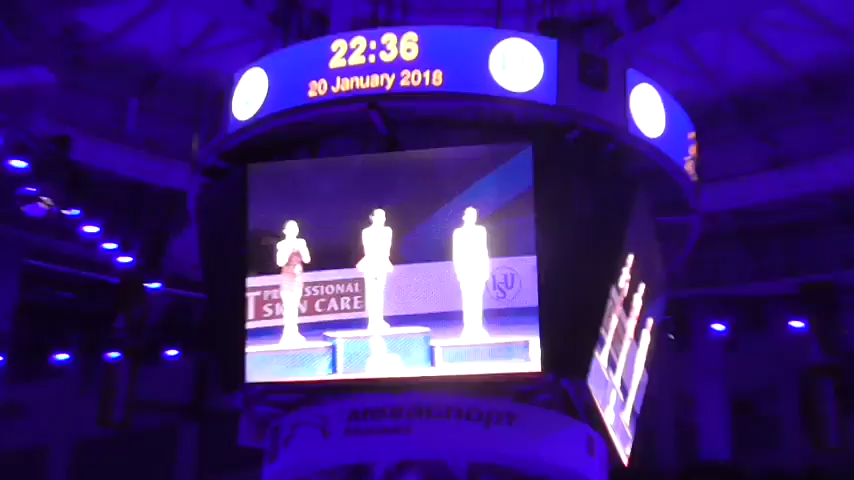 22:36
20 January 2018
PROFESSIONAL
SKIN CARE
ISU